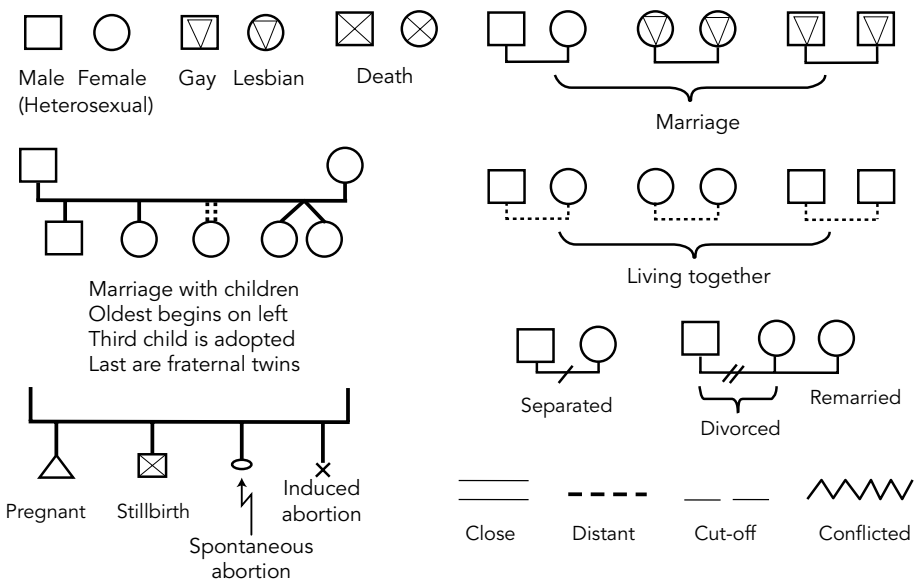 Male Female
(Heterosexual)
Gay Lesbian
Death
Marriage
Marriage with children
Oldest begins on left
Third child is adopted
Last are fraternal twins
Living together
Separated
Divorced
Remarried
Pregnant
Stillbirth
Spontaneous
abortion
Induced
abortion
Close
Distant
Cut-off
Conflicted